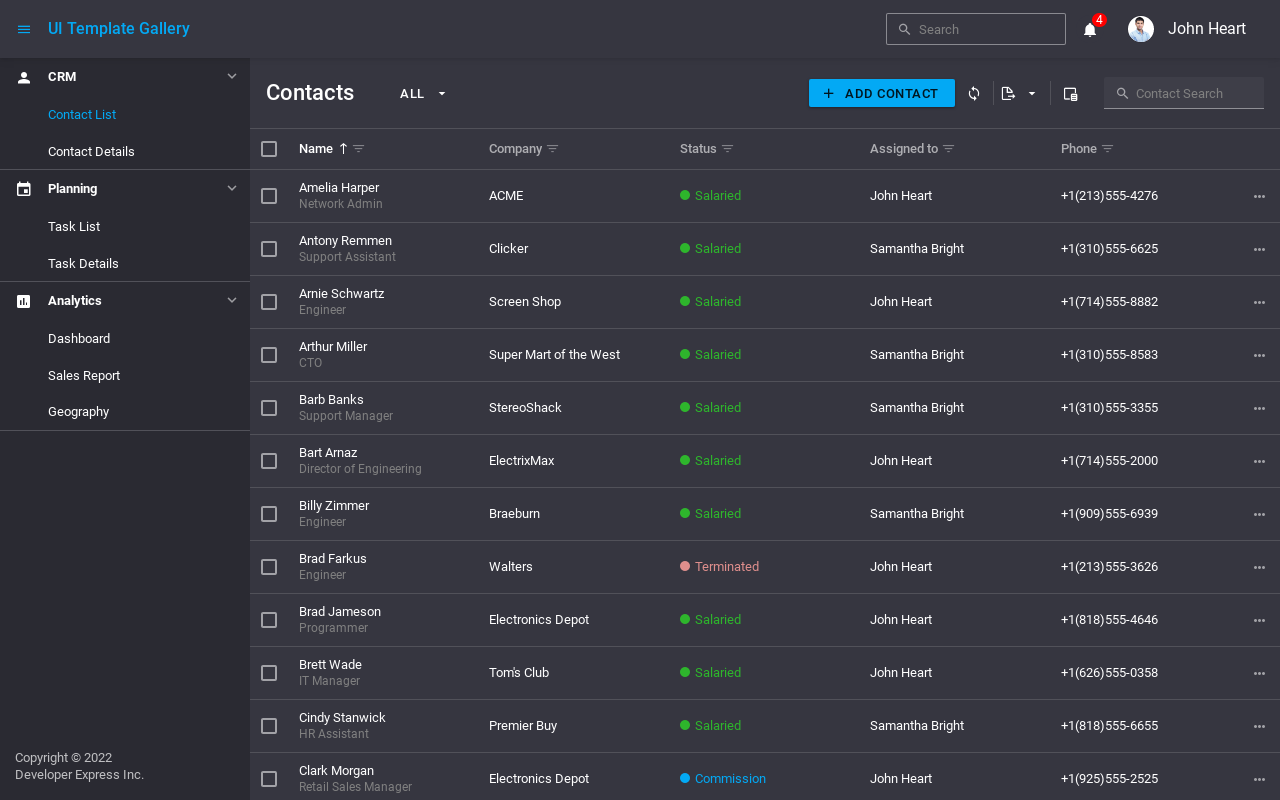 UI Template Gallery
Search
4
John Heart
CRM
Contact List
Contact Details
Planning
Task List
Task Details
Analytics
Dashboard
Sales Report
Geography
Copyright © 2022
Developer Express Inc.
Contacts
ALL
ADD CONTACT
Contact Search
Name Company Status Assigned to Phone
Amelia Harper
Network Admin
ACME Salaried John Heart +1(213)555-4276
Antony Remmen
Support Assistant
Clicker Salaried Samantha Bright +1(310)555-6625
Arnie Schwartz
Engineer
Screen Shop Salaried John Heart +1(714)555-8882
Arthur Miller
CTO
Super Mart of the West Salaried Samantha Bright +1(310)555-8583
Barb Banks
Support Manager
StereoShack Salaried Samantha Bright +1(310)555-3355
Bart Arnaz
Director of Engineering
ElectrixMax Salaried John Heart +1(714)555-2000
Billy Zimmer
Engineer
Braeburn Salaried Samantha Bright +1(909)555-6939
Brad Farkus
Engineer
Walters Terminated John Heart +1(213)555-3626
Brad Jameson
Programmer
Electronics Depot Salaried John Heart +1(818)555-4646
Brett Wade
IT Manager
Tom's Club Salaried John Heart +1(626)555-0358
Cindy Stanwick
HR Assistant
Premier Buy Salaried Samantha Bright +1(818)555-6655
Clark Morgan
Retail Sales Manager
Electronics Depot Commission John Heart +1(925)555-2525